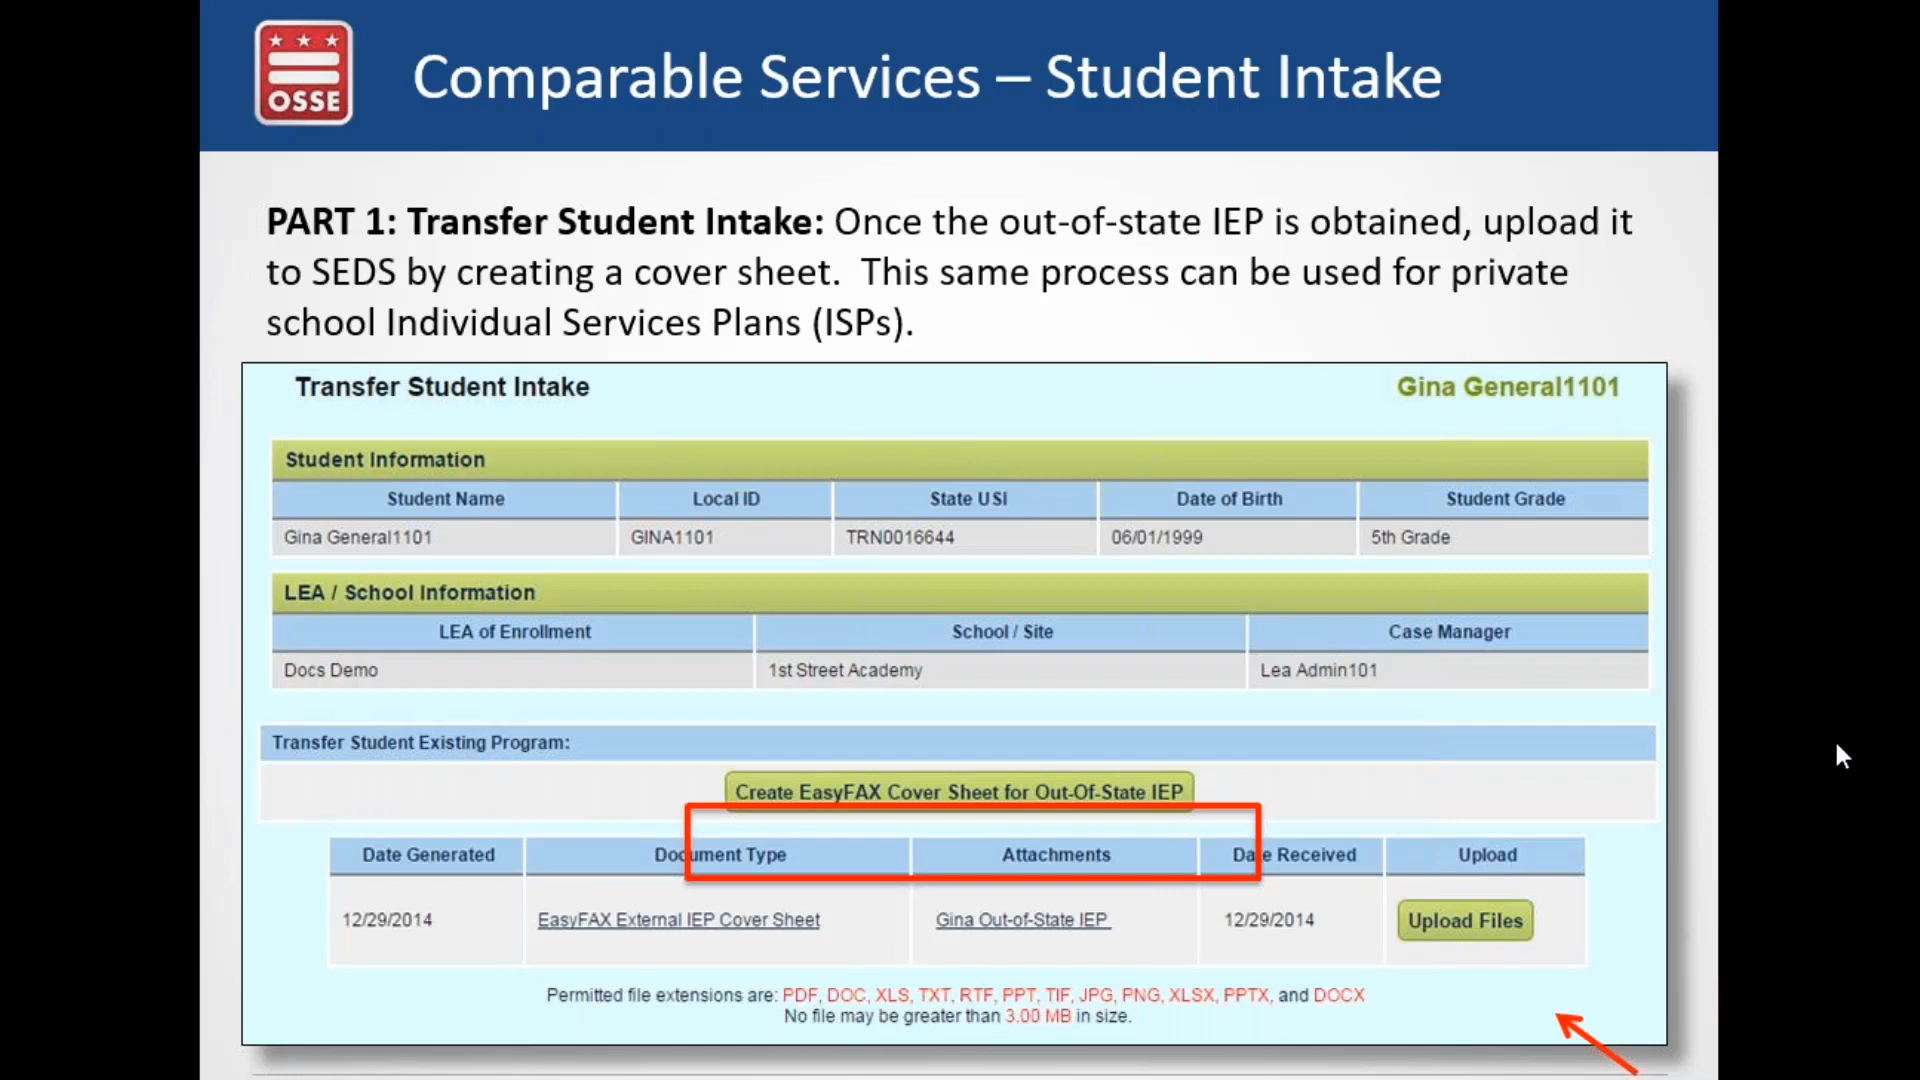 OSSE
Comparable Services – Student Intake
PART 1: Transfer Student Intake: Once the out-of-state IEP is obtained, upload it
to SEDS by creating a cover sheet.  This same process can be used for private
school Individual Services Plans (ISPs).
Transfer Student Intake Gina General1101
Student Information
Student Name Local ID State USI Date of Birth Student Grade
Gina General1101 GINA1101 TRN0016644 06/01/1999 5th Grade
LEA / School Information
LEA of Enrollment School / Site Case Manager
Docs Demo 1st Street Academy Lea Admin101
Transfer Student Existing Program:
Create EasyFAX Cover Sheet for Out-Of-State IEP
Date Generated Document Type Attachments Date Received Upload
12/29/2014 EasyFAX External IEP Cover Sheet Gina Out-of-State IEP 12/29/2014 Upload Files
Permitted file extensions are: PDF, DOC, XLS, TXT, RTF, PPT, TIF, JPG, PNG, XLSX, PPTX, and DOCX
No file may be greater than 3.00 MB in size.